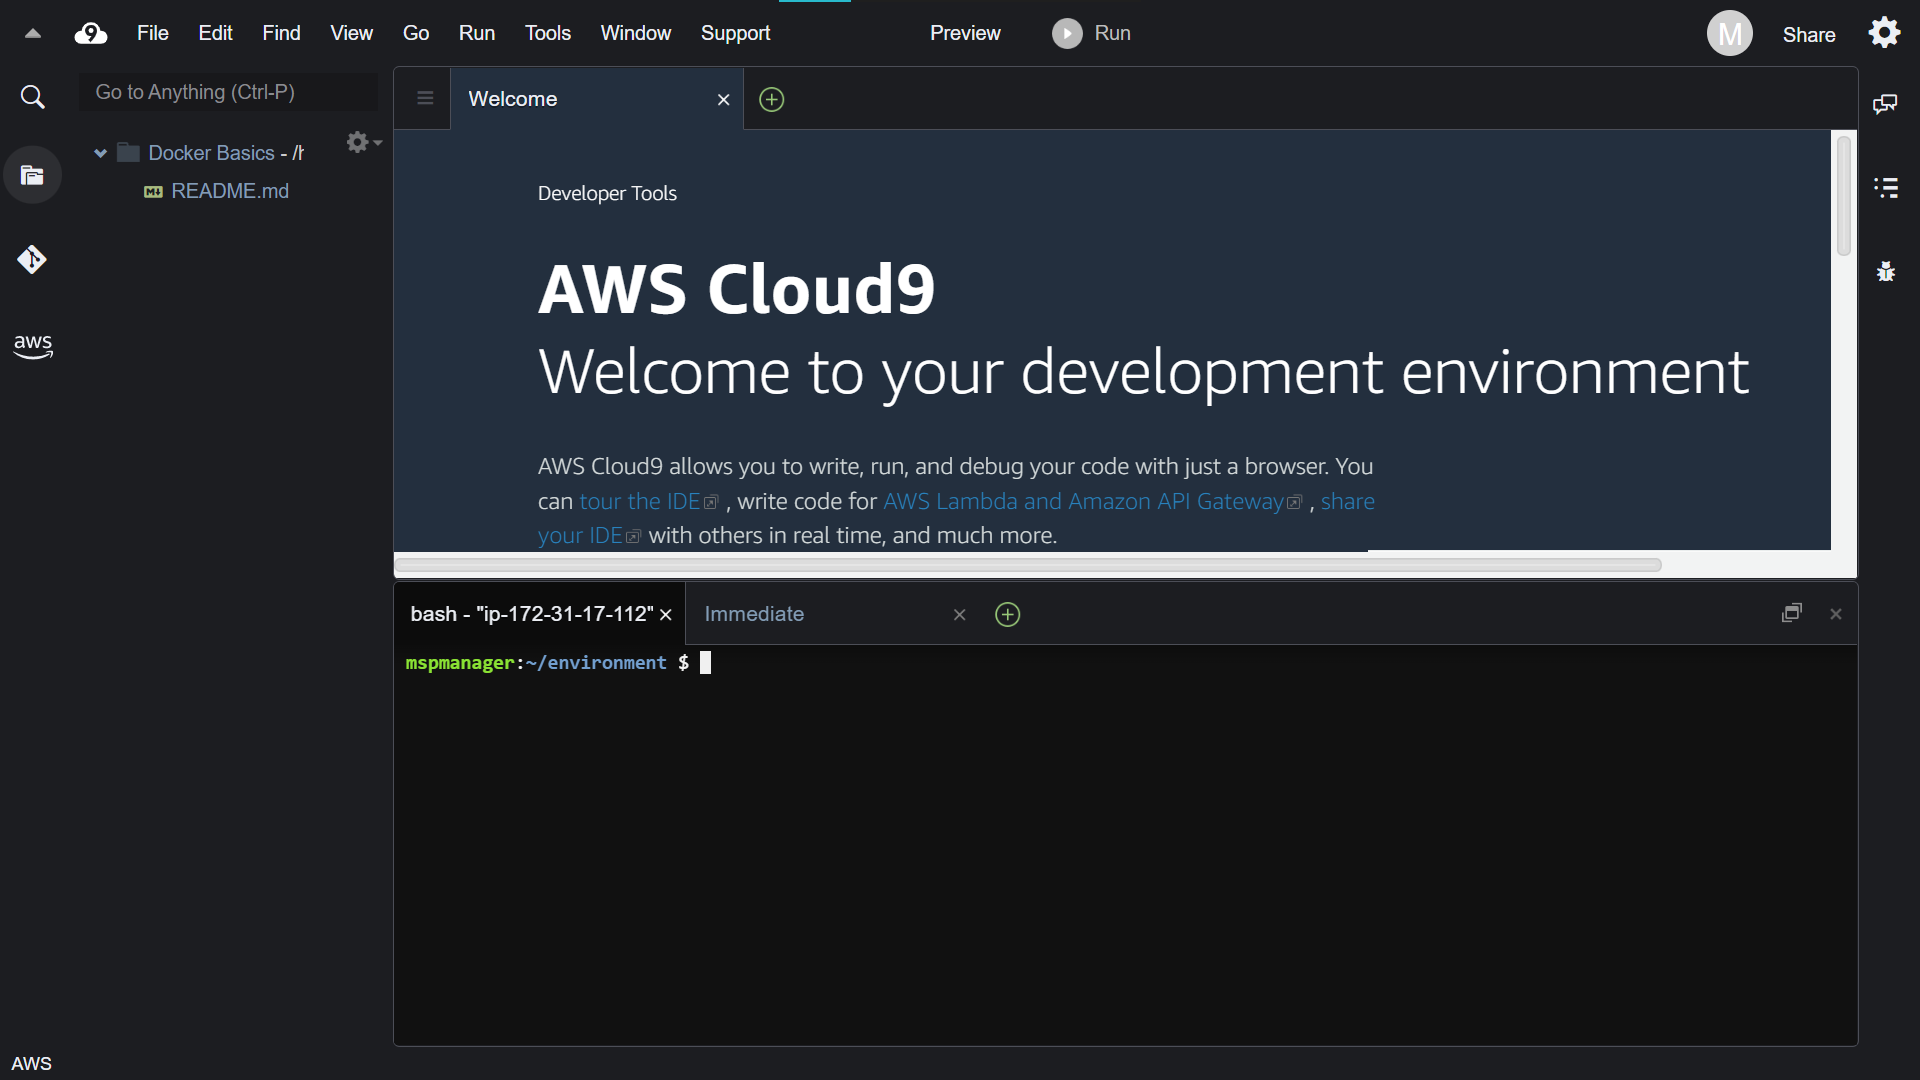 9 File Edit Find View Go Run Tools Window Support Preview Run M Share
Go to Anything (Ctrl-P)
Docker Basics - /h
README.md
aws
Welcome
Developer Tools
AWS Cloud9
Welcome to your development environment
AWS Cloud9 allows you to write, run, and debug your code with just a browser. You
can tour the IDE , write code for AWS Lambda and Amazon API Gateway , share
your IDE with others in real time, and much more.
bash - "ip-172-31-17-112" Immediate
mspmanager:~/environment $
AWS